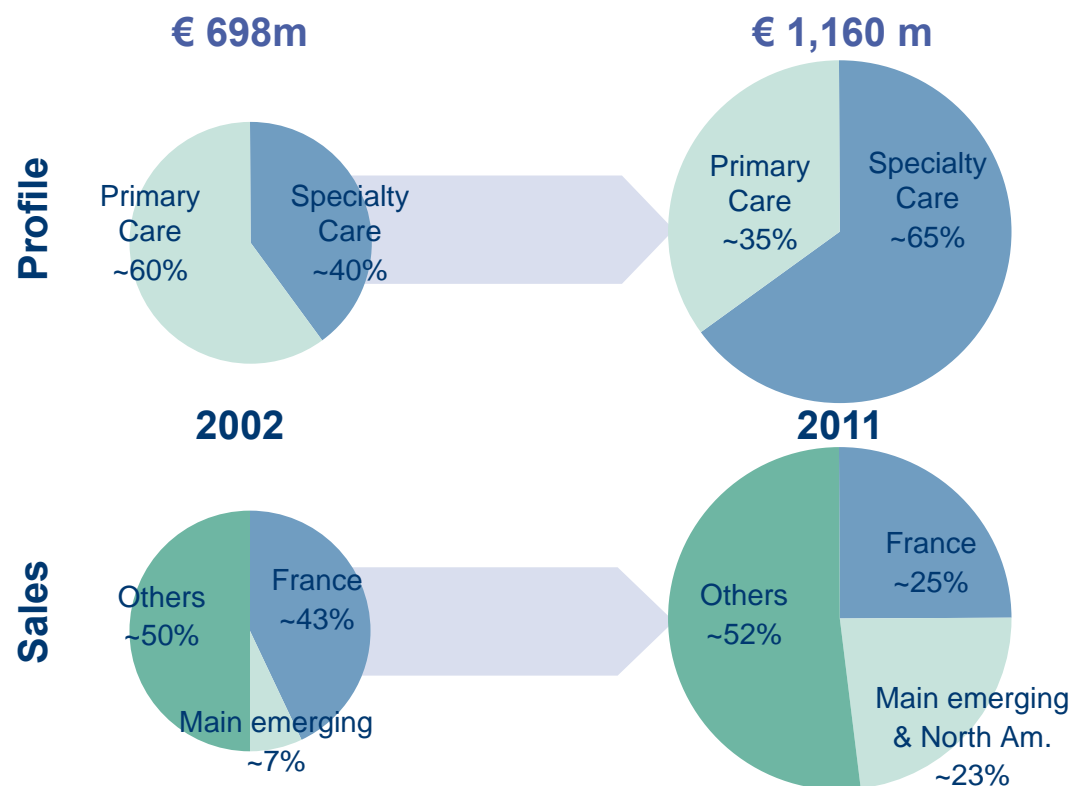 € 698m
€ 1,160 m
Profile
Primary
Care
~60%
Specialty
Care
~40%
Primary
Care
~35%
Specialty
Care
~65%
2002
2011
Sales
Others
~50%
France
~43%
Main emerging
~7%
Others
~52%
France
~25%
Main emerging
& North Am.
~23%